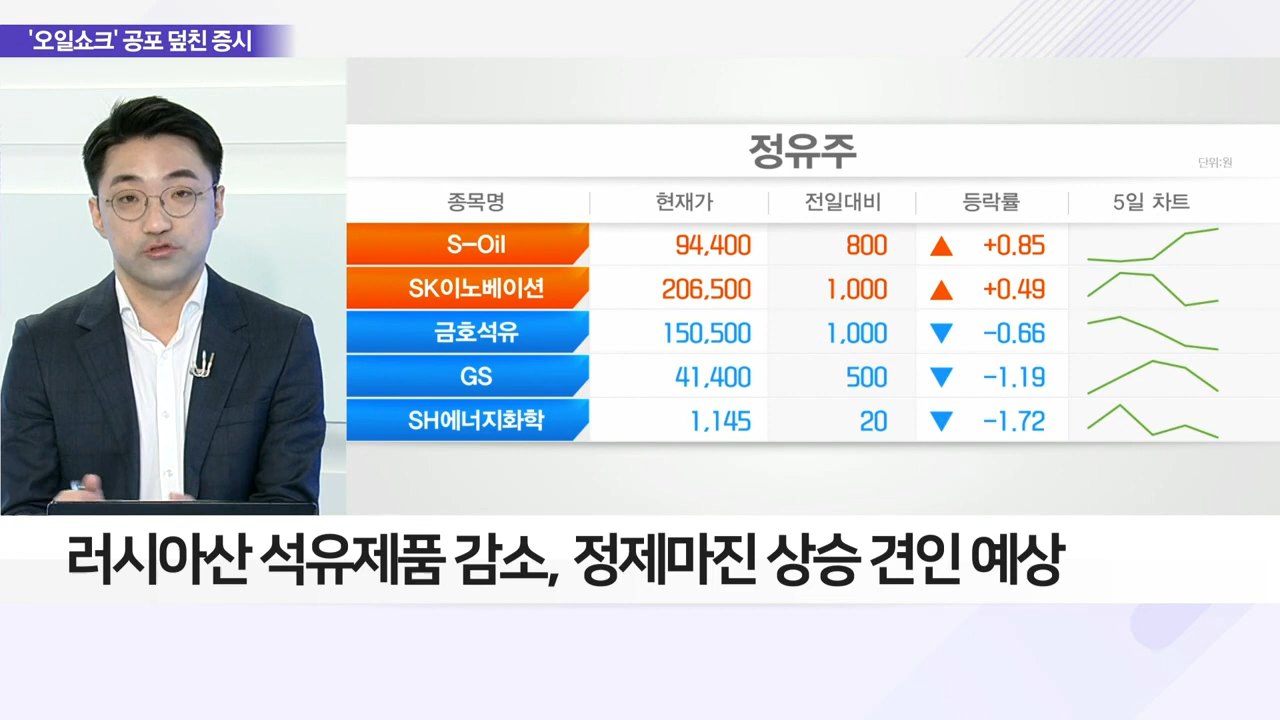 '오일쇼크' 공포 덮친 증시
정유주
단위:원
종목명 현재가 전일대비 등락률 5일 차트
S-Oil 94,400 800 ▲ +0.85
SK이노베이션 206,500 1,000 ▲ +0.49
금호석유 150,500 1,000 ▼ -0.66
GS 41,400 500 ▼ -1.19
SH에너지화학 1,145 20 ▼ -1.72
러시아산 석유제품 감소, 정제마진 상승 견인 예상